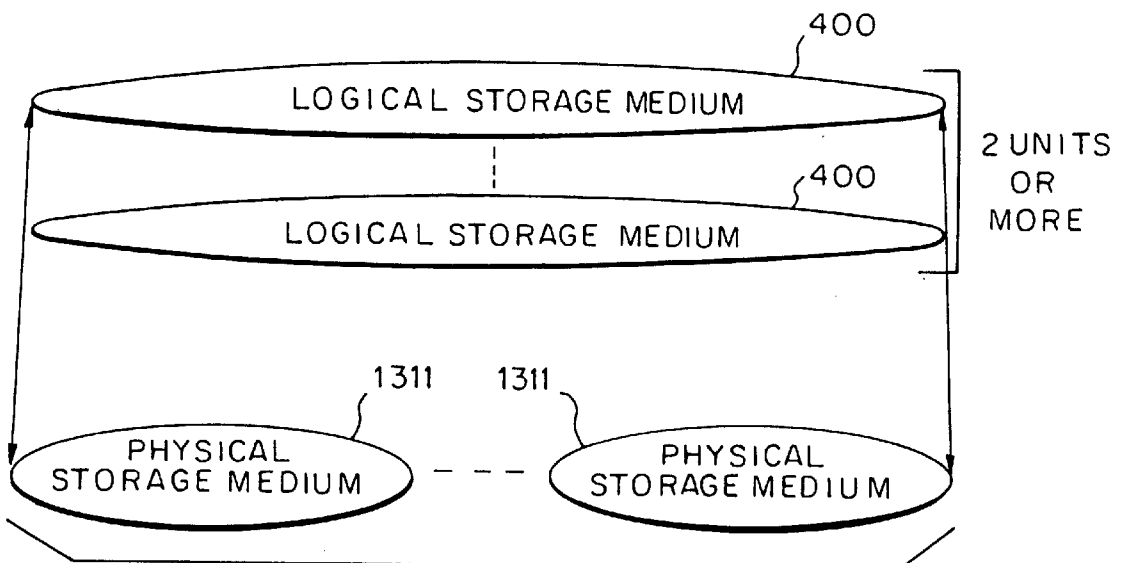 400
LOGICAL STORAGE MEDIUM
400
LOGICAL STORAGE MEDIUM
2 UNITS
OR
MORE
1311
1311
PHYSICAL
STORAGE MEDIUM
PHYSICAL
STORAGE MEDIUM